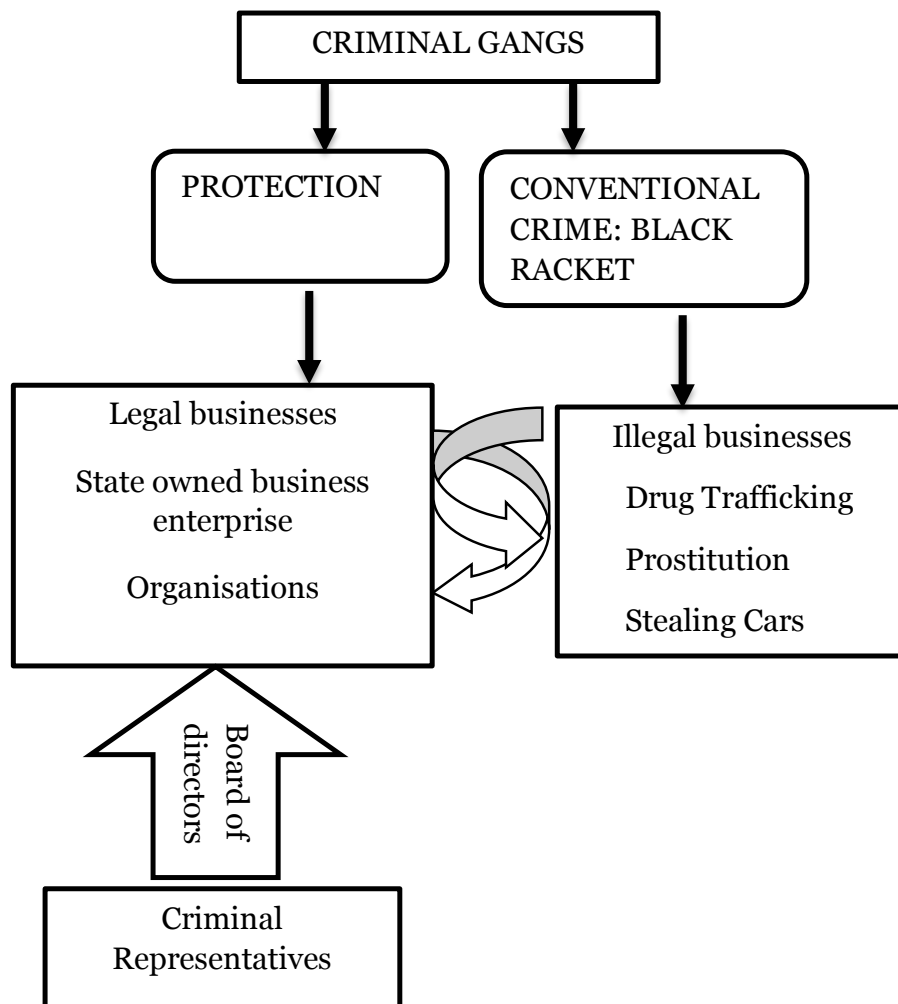 CRIMINAL GANGS
PROTECTION
CONVENTIONAL
CRIME: BLACK
RACKET
Legal businesses
State owned business
enterprise
Organisations
Illegal businesses
Drug Trafficking
Prostitution
Stealing Cars
Board of
directors
Criminal
Representatives